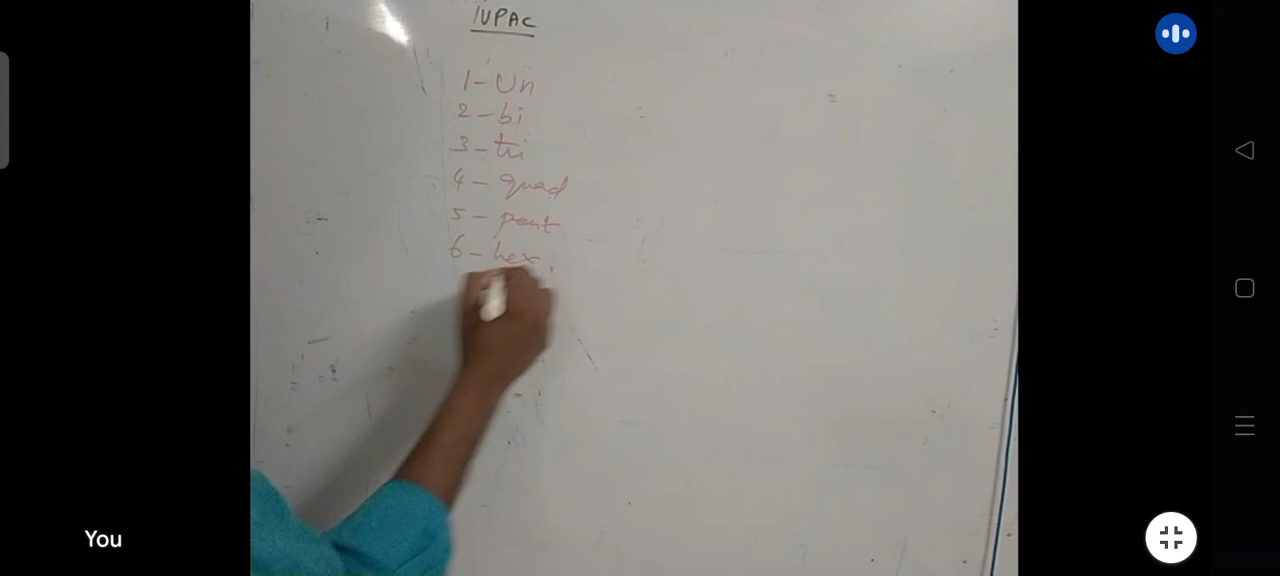 IUPAC
1 - Un
2 - bi
3 - tri
4 - quad
5 - pent
6 - hex
You